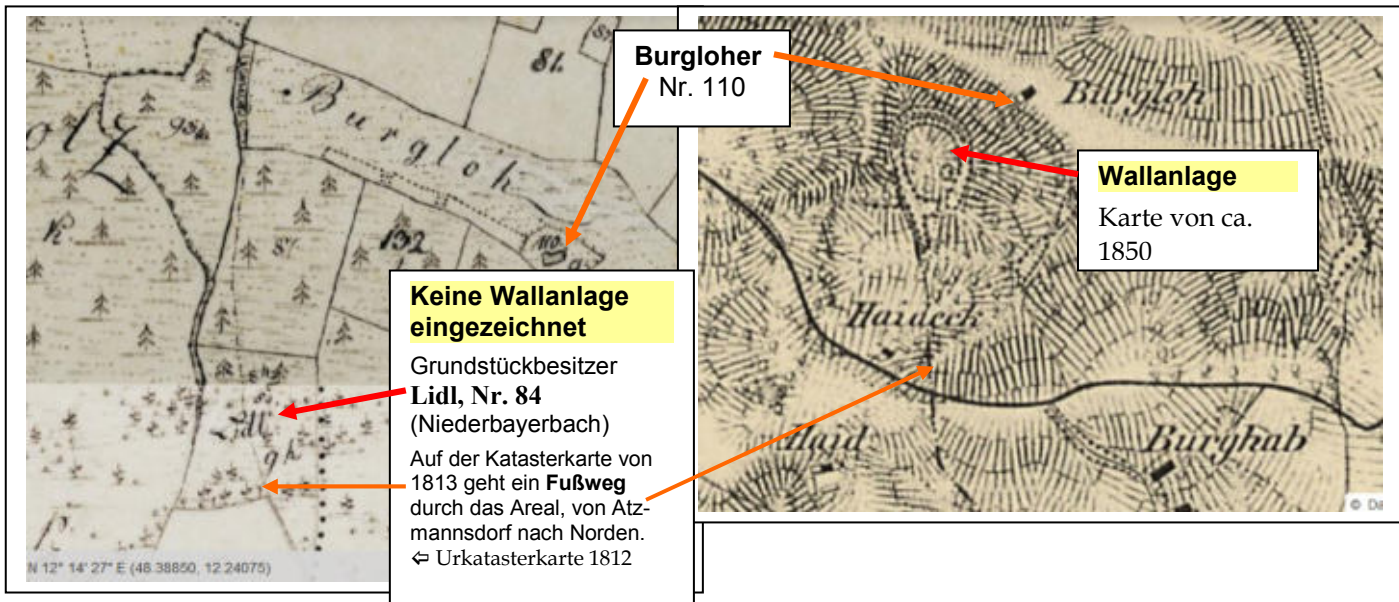 Burgloh
81.
110.
132
Lidl
N 12° 14' 27" E (48.38850, 12.24075)
Burgloher
Nr. 110
Keine Wallanlage
eingezeichnet
Grundstückbesitzer
Lidl, Nr. 84
(Niederbayerbach)
Auf der Katasterkarte von
1813 geht ein Fußweg
durch das Areal, von Atz-
mannsdorf nach Norden.
⇦ Urkatasterkarte 1812
Burgloh
Wallanlage
Karte von ca.
1850
Haideck
Haid
Burghab
© Da